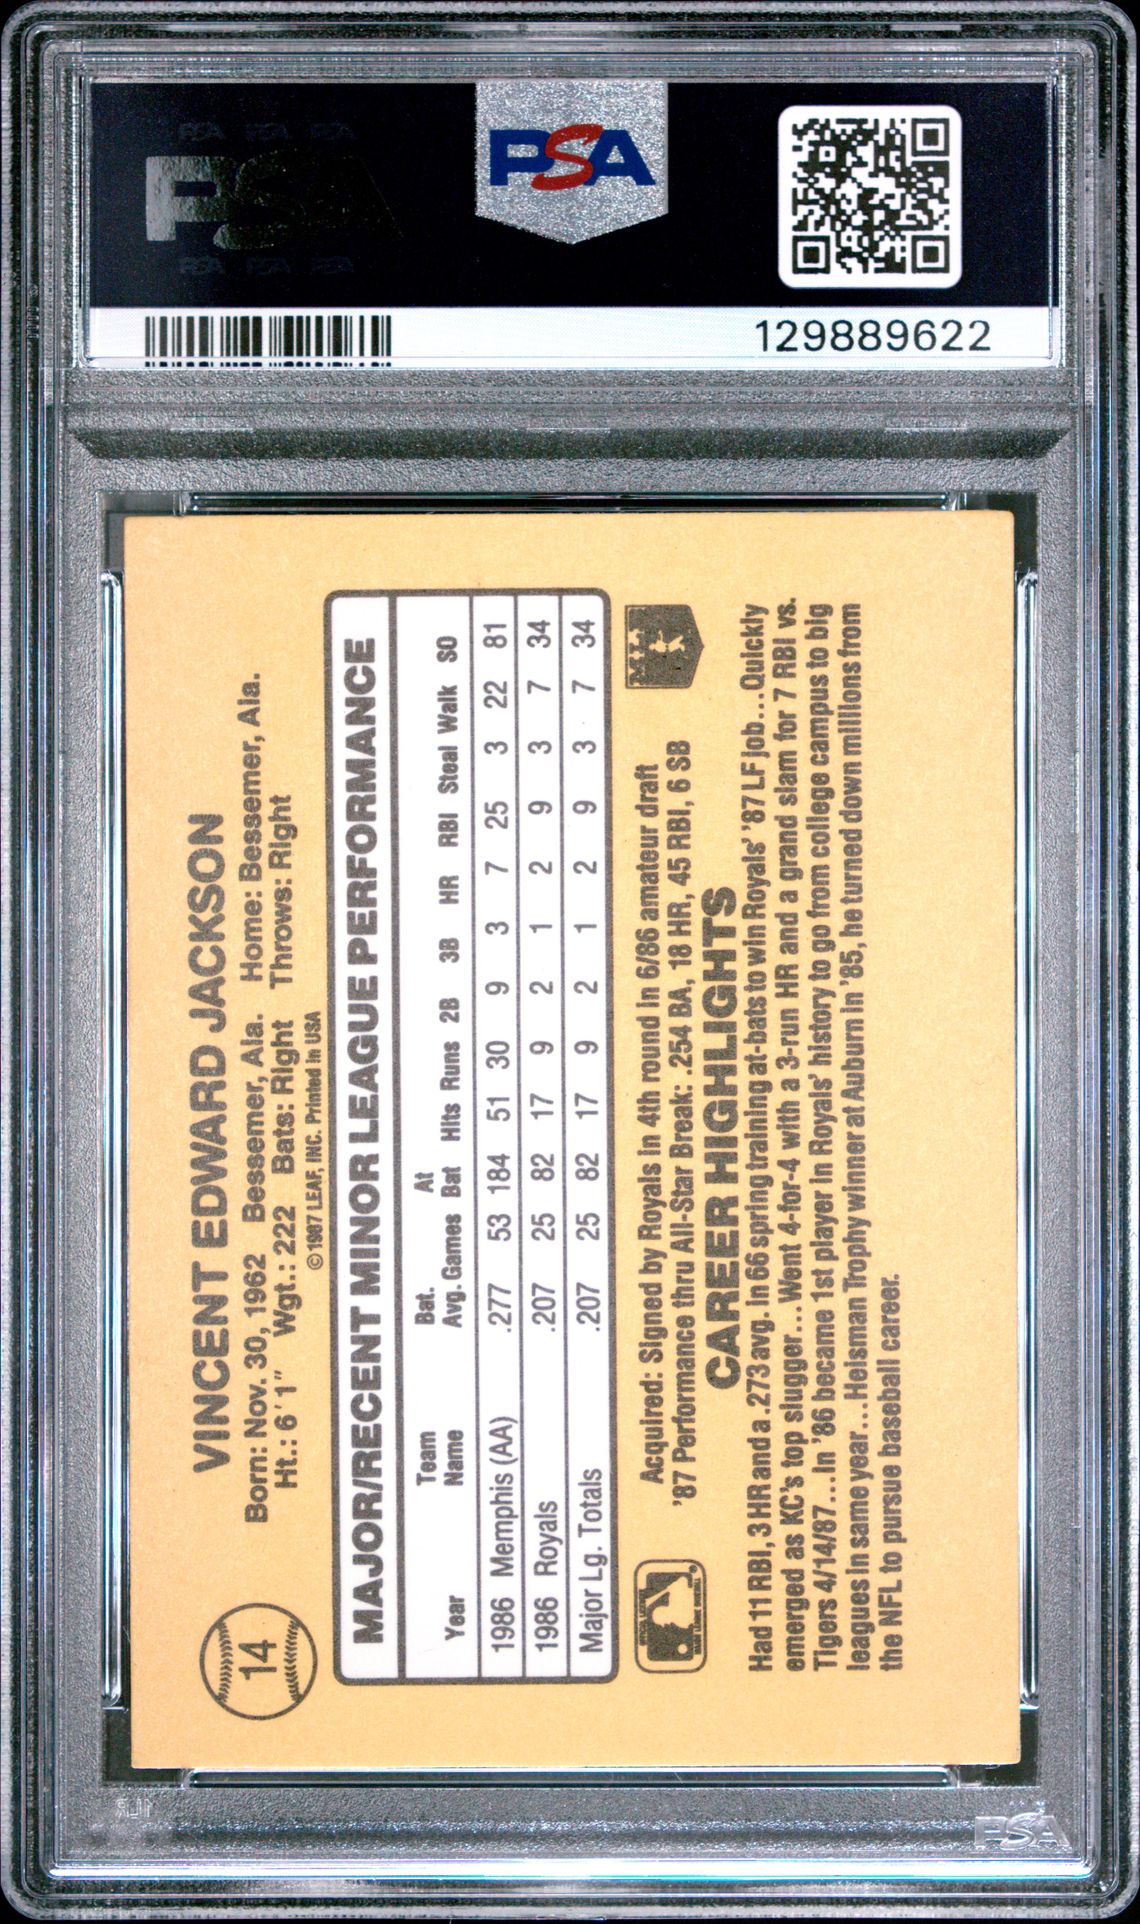 PSA PSA PSA
PSA
PSA PSA PSA
PSA
129889622
14
VINCENT EDWARD JACKSON
Born: Nov. 30, 1962 Bessemer, Ala. Home: Bessemer, Ala.
Ht.: 6'1" Wgt.: 222 Bats: Right Throws: Right
© 1987 LEAF, INC. Printed in USA
MAJOR/RECENT MINOR LEAGUE PERFORMANCE
Year Team Name Bat. Avg. Games At Bat Hits Runs 2B 3B HR RBI Steal Walk SO
1986 Memphis (AA) .277 53 184 51 30 9 3 7 25 3 22 81
1986 Royals .207 25 82 17 9 2 1 2 9 3 7 34
Major Lg. Totals .207 25 82 17 9 2 1 2 9 3 7 34
Acquired: Signed by Royals in 4th round in 6/86 amateur draft
'87 Performance thru All-Star Break: .254 BA, 18 HR, 45 RBI, 6 SB
CAREER HIGHLIGHTS
Had 11 RBI, 3 HR and a .273 avg. in 66 spring training at-bats to win Royals' '87 LF job...Quickly
emerged as KC's top slugger...Went 4-for-4 with a 3-run HR and a grand slam for 7 RBI vs.
Tigers 4/14/87...In '86 became 1st player in Royals' history to go from college campus to big
leagues in same year...Heisman Trophy winner at Auburn in '85, he turned down millions from
the NFL to pursue baseball career.
PSA